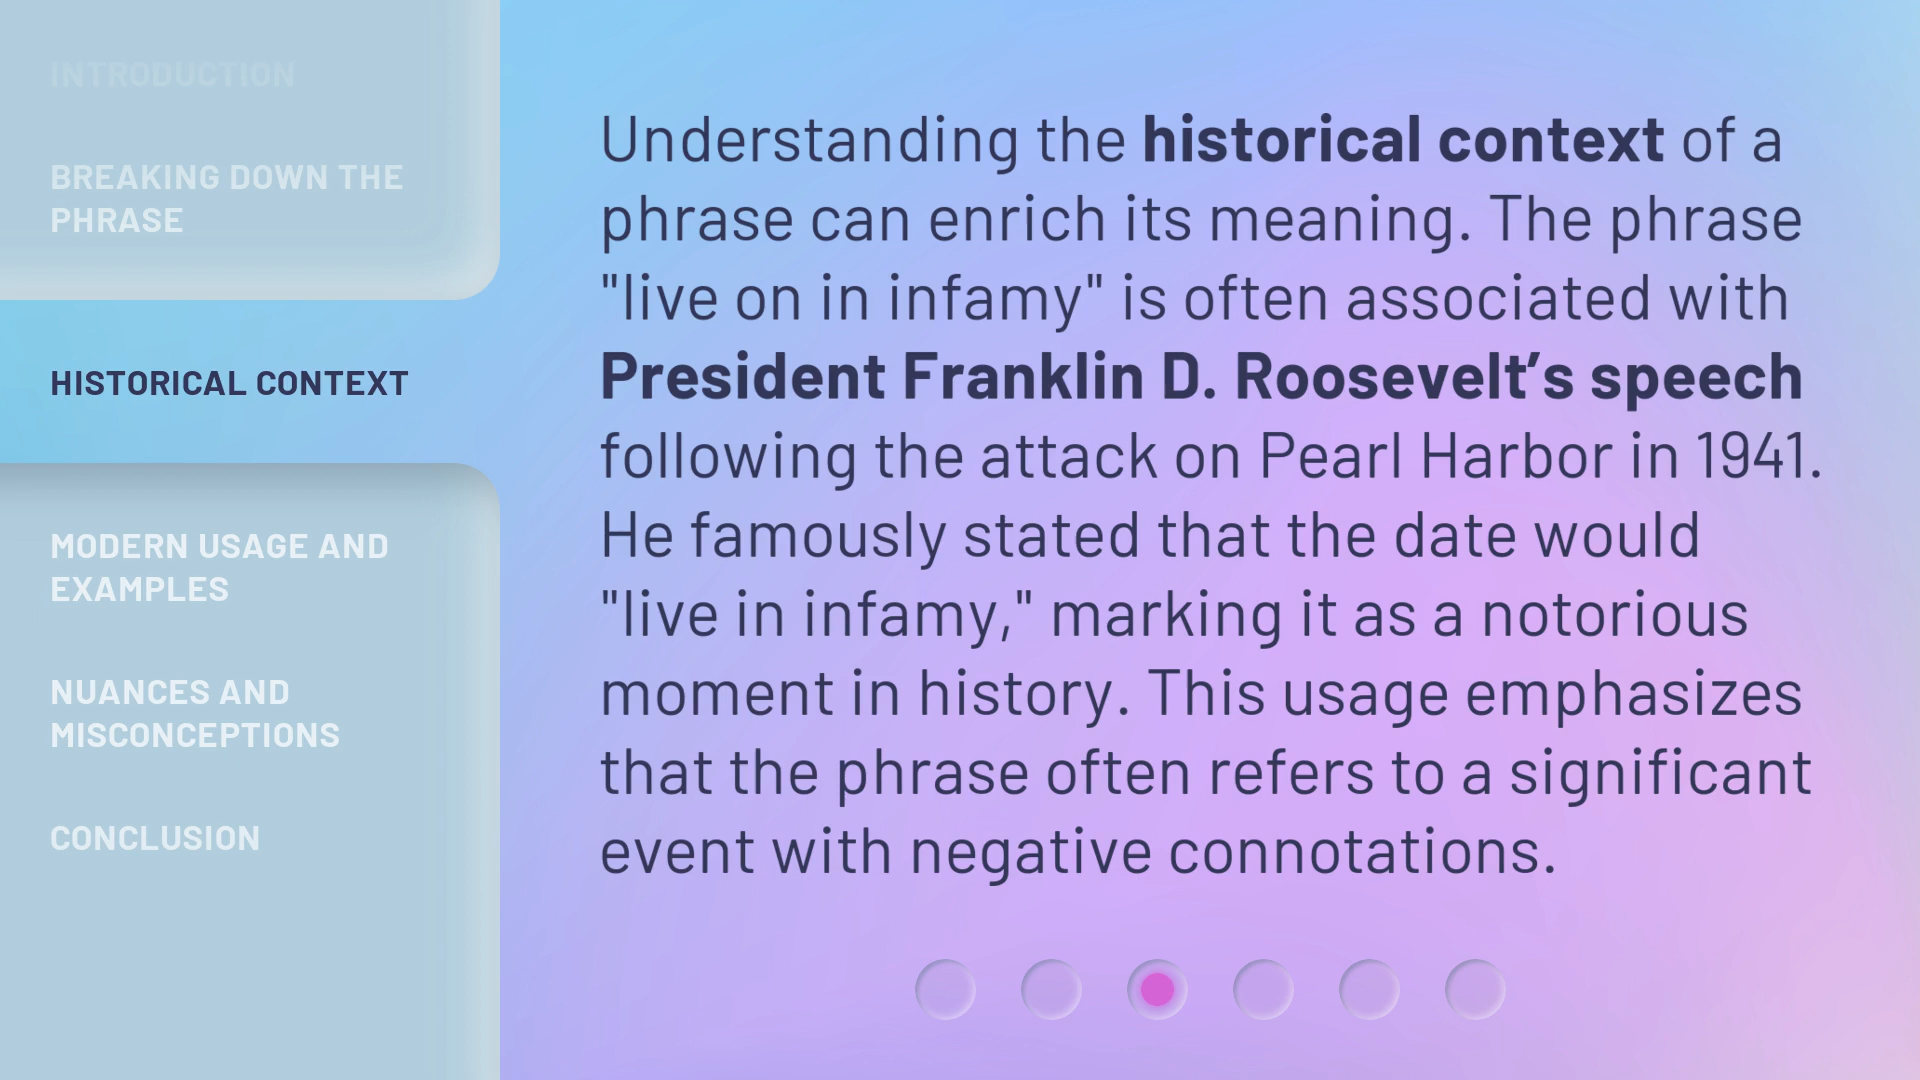 INTRODUCTION
BREAKING DOWN THE
PHRASE
HISTORICAL CONTEXT
MODERN USAGE AND
EXAMPLES
NUANCES AND
MISCONCEPTIONS
CONCLUSION
Understanding the historical context of a
phrase can enrich its meaning. The phrase
"live on in infamy" is often associated with
President Franklin D. Roosevelt’s speech
following the attack on Pearl Harbor in 1941.
He famously stated that the date would
"live in infamy," marking it as a notorious
moment in history. This usage emphasizes
that the phrase often refers to a significant
event with negative connotations.